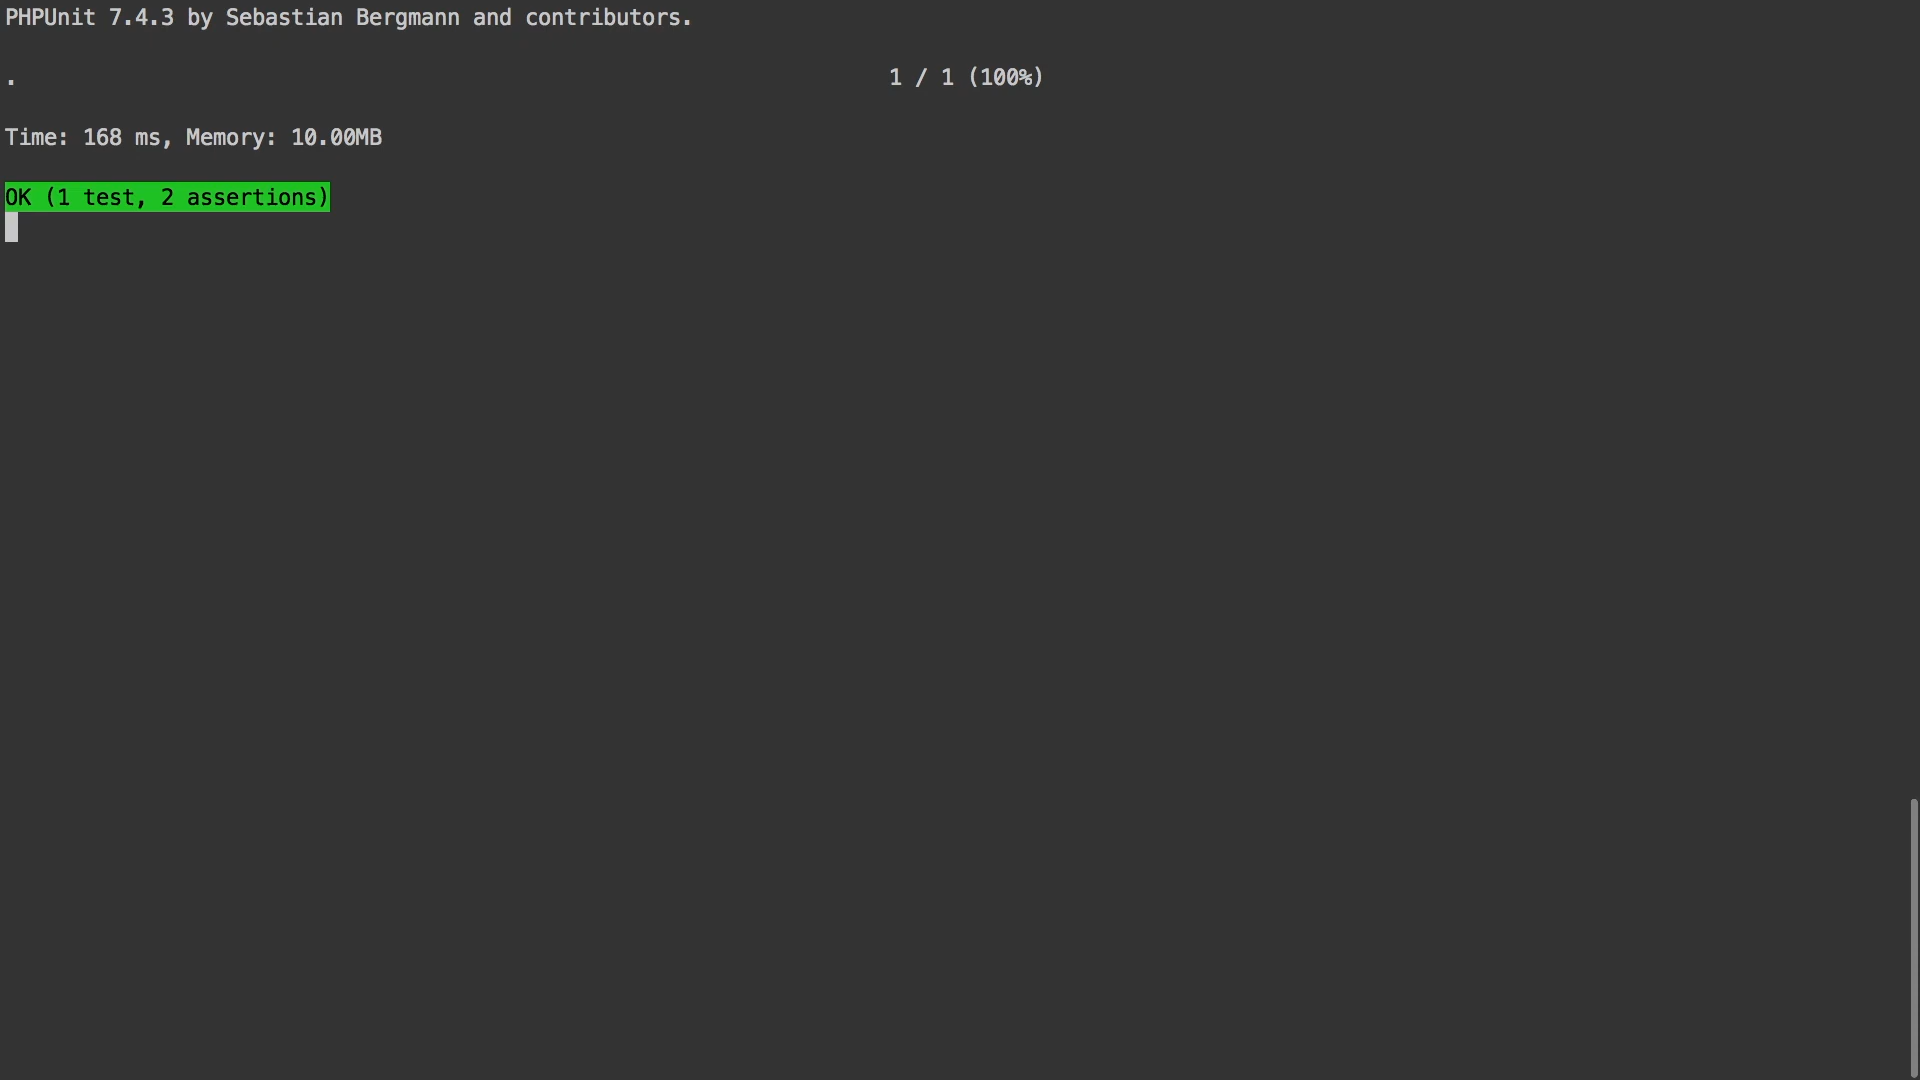 PHPUnit 7.4.3 by Sebastian Bergmann and contributors.
. 1 / 1 (100%)
Time: 168 ms, Memory: 10.00MB
OK (1 test, 2 assertions)